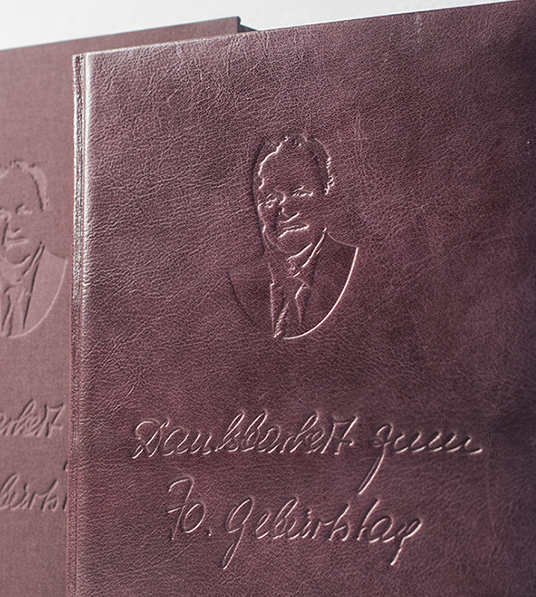 Dankbarkeit zum
70. Geburtstag